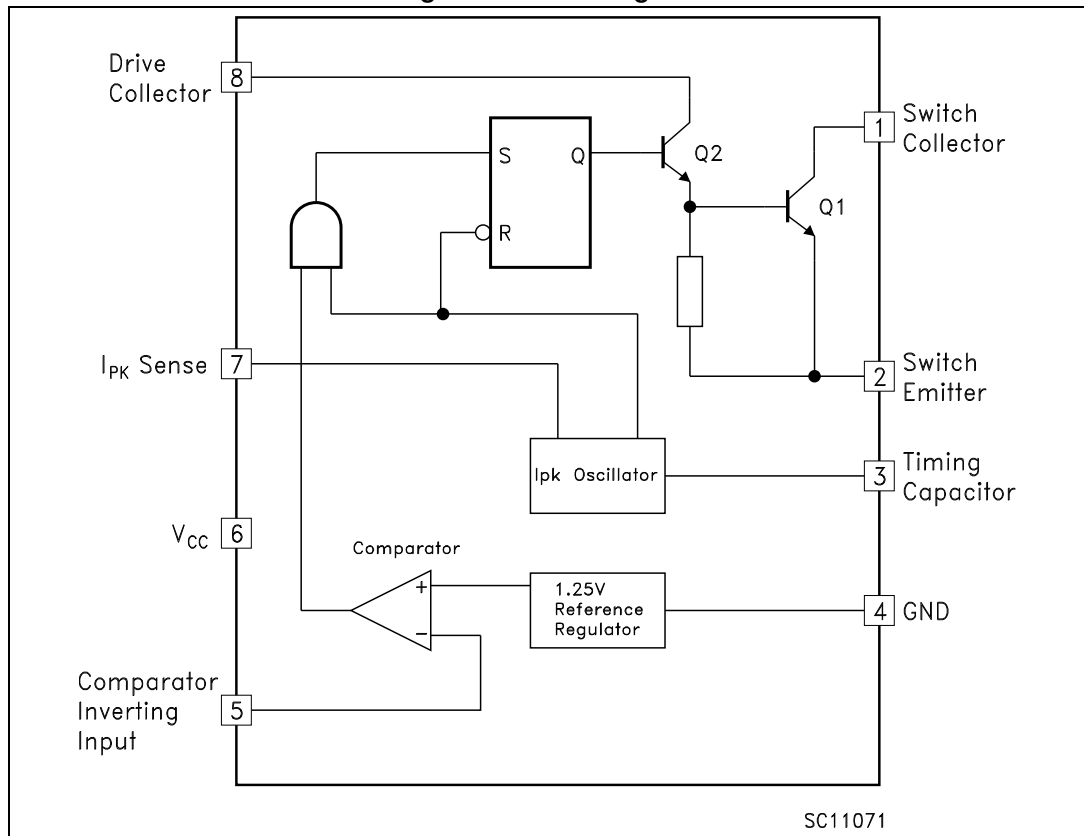 Drive
Collector
8
1
Switch
Collector
S
Q
Q2
Q1
R
IPK Sense
7
2
Switch
Emitter
Ipk Oscillator
3
Timing
Capacitor
VCC
6
Comparator
+
−
1.25V
Reference
Regulator
4
GND
Comparator
Inverting
Input
5
SC11071